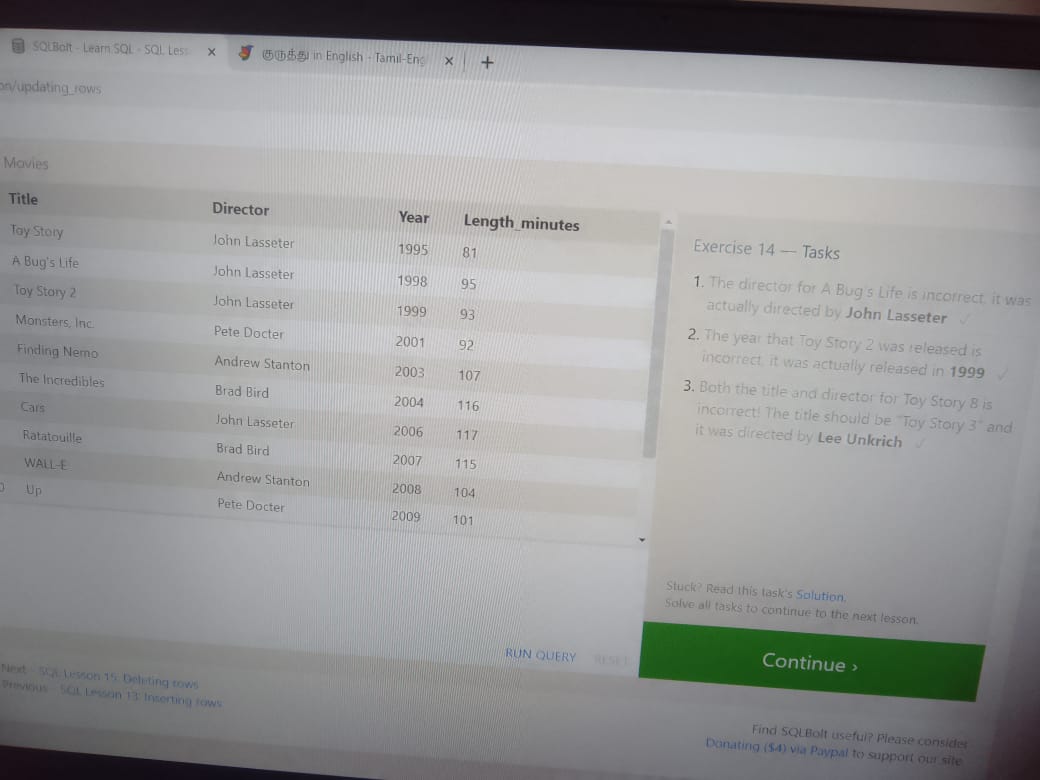 SQLBolt - Learn SQL - SQL Less
குருத்து in English - Tamil-Eng
on/updating_rows
Movies
Title Director Year Length_minutes
Toy Story John Lasseter 1995 81
A Bug's Life John Lasseter 1998 95
Toy Story 2 John Lasseter 1999 93
Monsters, Inc. Pete Docter 2001 92
Finding Nemo Andrew Stanton 2003 107
The Incredibles Brad Bird 2004 116
Cars John Lasseter 2006 117
Ratatouille Brad Bird 2007 115
WALL-E Andrew Stanton 2008 104
0 Up Pete Docter 2009 101
RUN QUERY RESET
Exercise 14 — Tasks
1. The director for A Bug's Life is incorrect, it was
actually directed by John Lasseter ✓
2. The year that Toy Story 2 was released is
incorrect, it was actually released in 1999 ✓
3. Both the title and director for Toy Story 8 is
incorrect! The title should be "Toy Story 3" and
it was directed by Lee Unkrich ✓
Stuck? Read this task's Solution.
Solve all tasks to continue to the next lesson.
Continue ›
Next – SQL Lesson 15: Deleting rows
Previous – SQL Lesson 13: Inserting rows
Find SQLBolt useful? Please consider
Donating ($4) via Paypal to support our site.